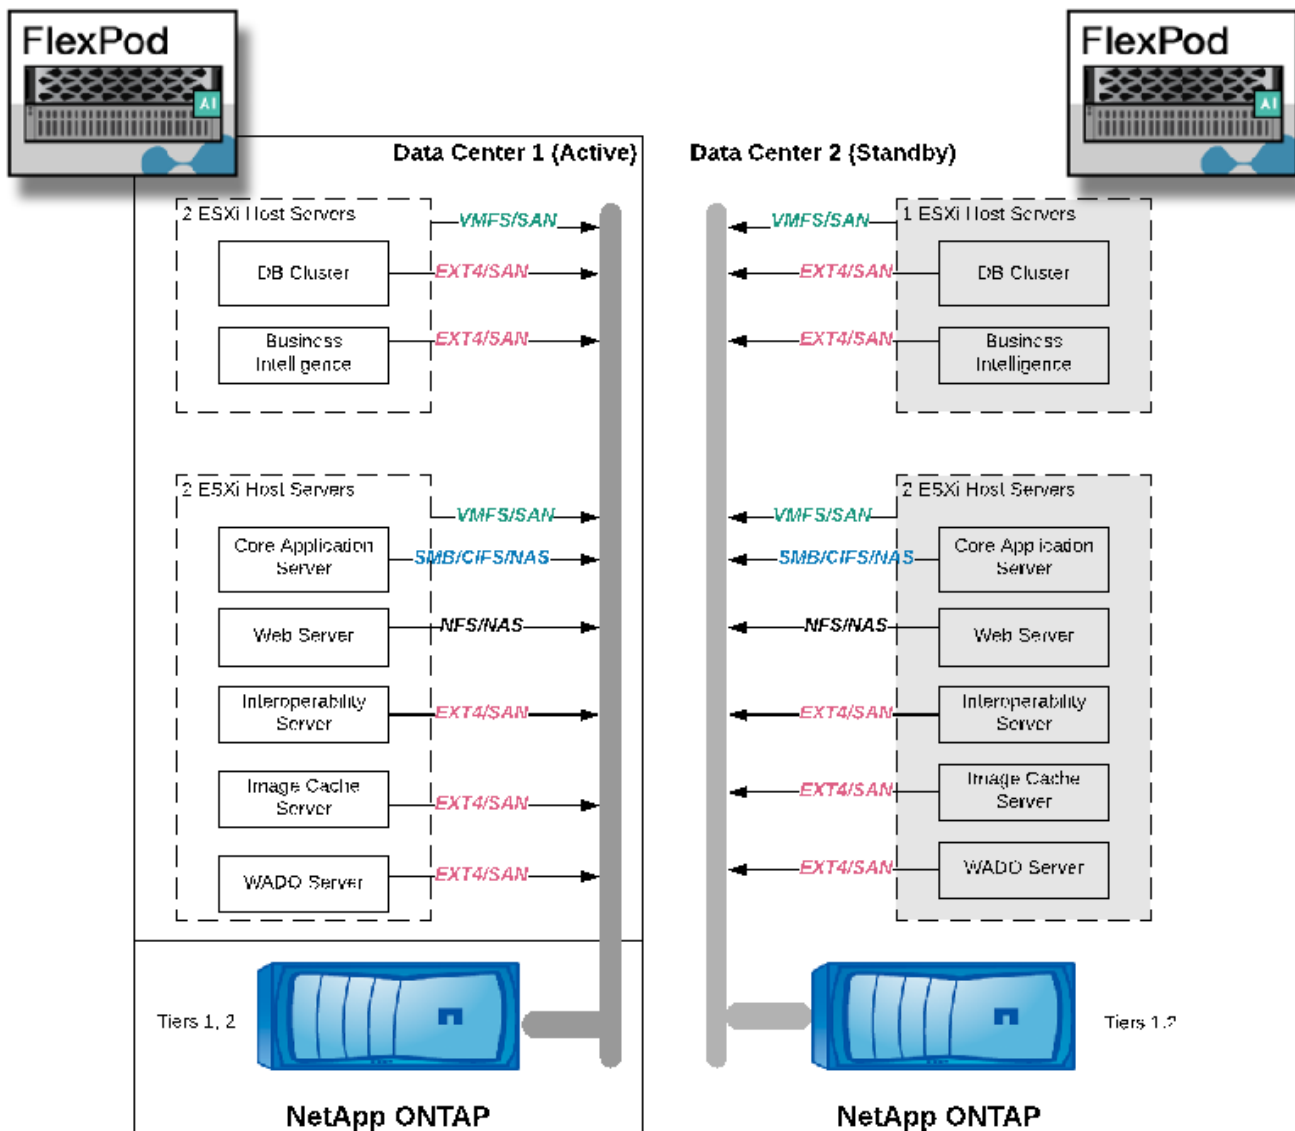 FlexPod
AI
FlexPod
AI
Data Center 1 (Active)
Data Center 2 (Standby)
2 ESXi Host Servers
VMFS/SAN
DB Cluster
EXT4/SAN
Business
Intelligence
EXT4/SAN
2 ESXi Host Servers
VMFS/SAN
Core Application
Server
SMB/CIFS/NAS
Web Server
NFS/NAS
Interoperability
Server
EXT4/SAN
Image Cache
Server
EXT4/SAN
WADO Server
EXT4/SAN
Tiers 1, 2
NetApp ONTAP
VMFS/SAN
1 ESXi Host Servers
EXT4/SAN
DB Cluster
EXT4/SAN
Business
Intelligence
2 ESXi Host Servers
VMFS/SAN
SMB/CIFS/NAS
Core Application
Server
NFS/NAS
Web Server
EXT4/SAN
Interoperability
Server
EXT4/SAN
Image Cache
Server
EXT4/SAN
WADO Server
Tiers 1,2
NetApp ONTAP